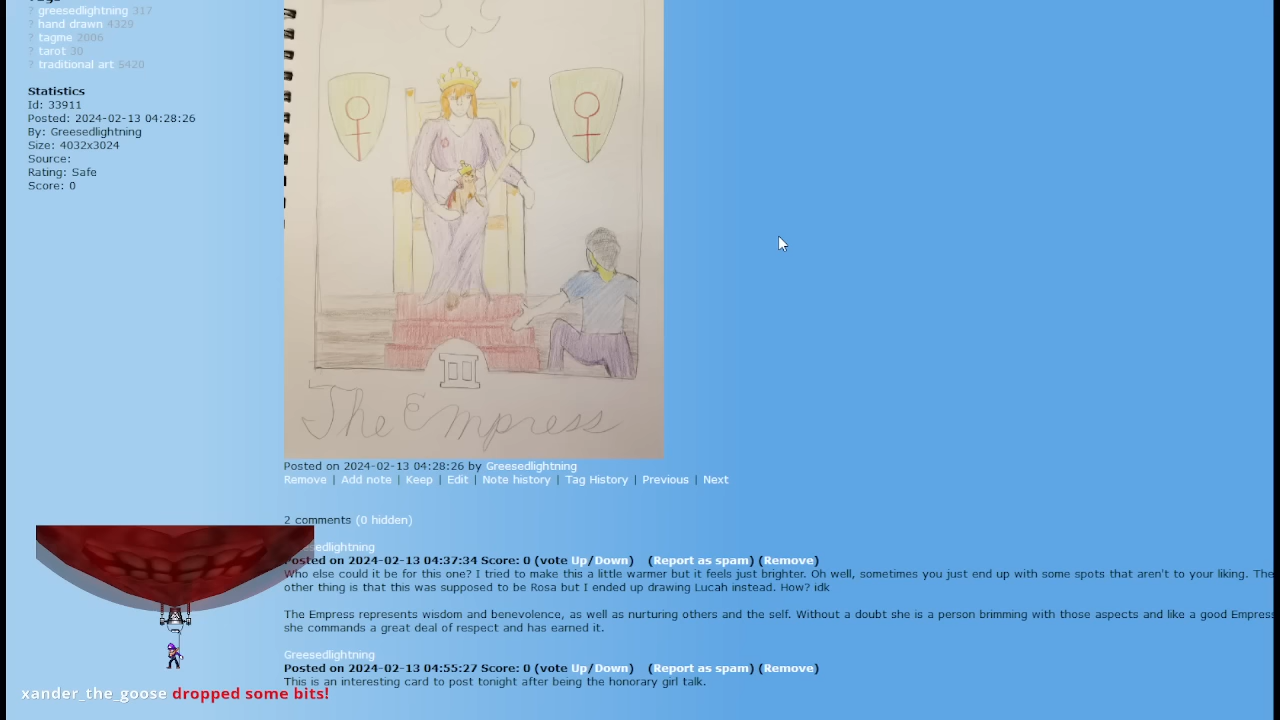 ? greesedlightning 317
? hand drawn 4329
? tagme 2006
? tarot 30
? traditional art 5420
Statistics
Id: 33911
Posted: 2024-02-13 04:28:26
By: Greesedlightning
Size: 4032x3024
Source:
Rating: Safe
Score: 0
The Empress
Posted on 2024-02-13 04:28:26 by Greesedlightning
Remove | Add note | Keep | Edit | Note history | Tag History | Previous | Next
2 comments (0 hidden)
Posted on 2024-02-13 04:37:34 Score: 0 (vote Up/Down) (Report as spam) (Remove)
Who else could it be for this one? I tried to make this a little warmer but it feels just brighter. Oh well, sometimes you just end up with some spots that aren't to your liking. The
other thing is that this was supposed to be Rosa but I ended up drawing Lucah instead. How? idk
The Empress represents wisdom and benevolence, as well as nurturing others and the self. Without a doubt she is a person brimming with those aspects and like a good Empress
she commands a great deal of respect and has earned it.
Greesedlightning
Posted on 2024-02-13 04:55:27 Score: 0 (vote Up/Down) (Report as spam) (Remove)
This is an interesting card to post tonight after being the honorary girl talk.
xander_the_goose dropped some bits!